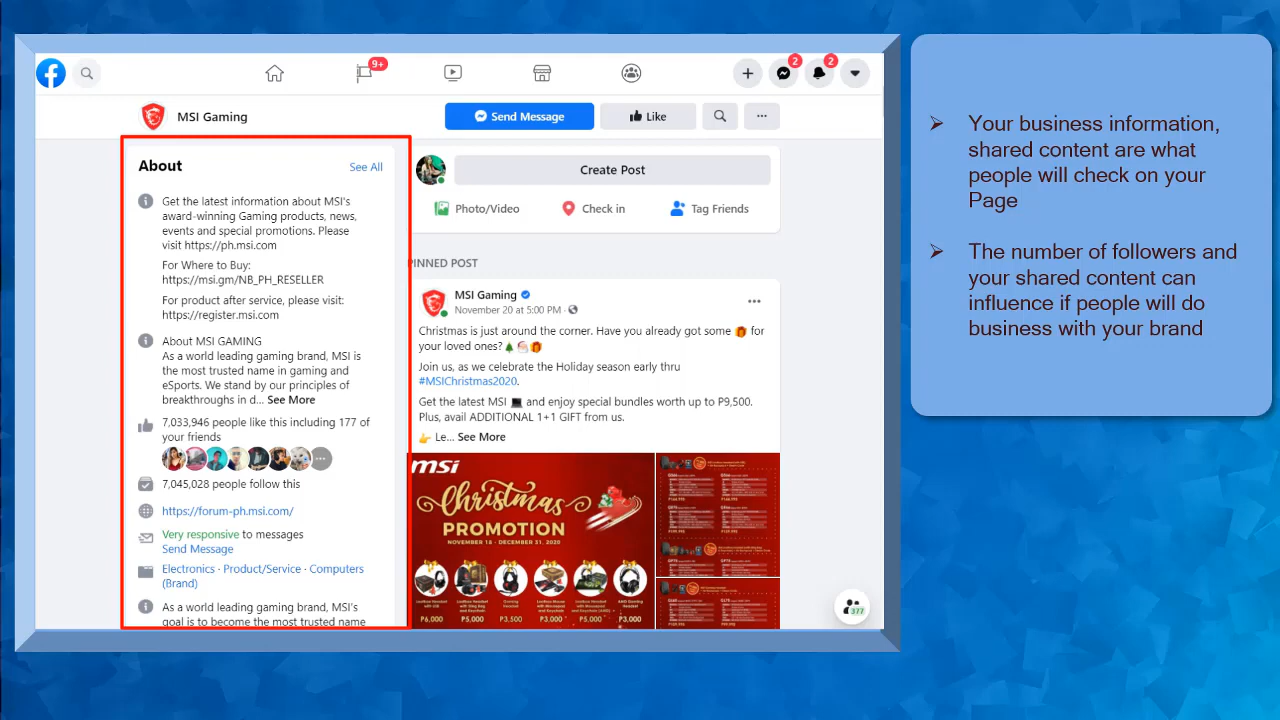 9+
2
2
MSI Gaming
Send Message
Like
About
See All
Get the latest information about MSI's
award-winning Gaming products, news,
events and special promotions. Please
visit https://ph.msi.com
For Where to Buy:
https://msi.gm/NB_PH_RESELLER
For product after service, please visit:
https://register.msi.com
About MSI GAMING
As a world leading gaming brand, MSI is
the most trusted name in gaming and
eSports. We stand by our principles of
breakthroughs in d... See More
7,033,946 people like this including 177 of
your friends
7,045,028 people follow this
https://forum-ph.msi.com/
Very responsive to messages
Send Message
Electronics · Product/Service · Computers
(Brand)
As a world leading gaming brand, MSI's
goal is to become the most trusted name
Create Post
Photo/Video
Check in
Tag Friends
PINNED POST
MSI Gaming
November 20 at 5:00 PM ·
Christmas is just around the corner. Have you already got some 🎁 for
your loved ones?🎄🎅🎁
Join us, as we celebrate the Holiday season early thru
#MSIChristmas2020.
Get the latest MSI 💻 and enjoy special bundles worth up to P9,500.
Plus, avail ADDITIONAL 1+1 GIFT from us.
👉 Le... See More
msi
Christmas
PROMOTION
NOVEMBER 14 - DECEMBER 31, 2020
P6,000 P5,000 P3,500 P3,000 P5,000 P3,000
377
Your business information,
shared content are what
people will check on your
Page
The number of followers and
your shared content can
influence if people will do
business with your brand